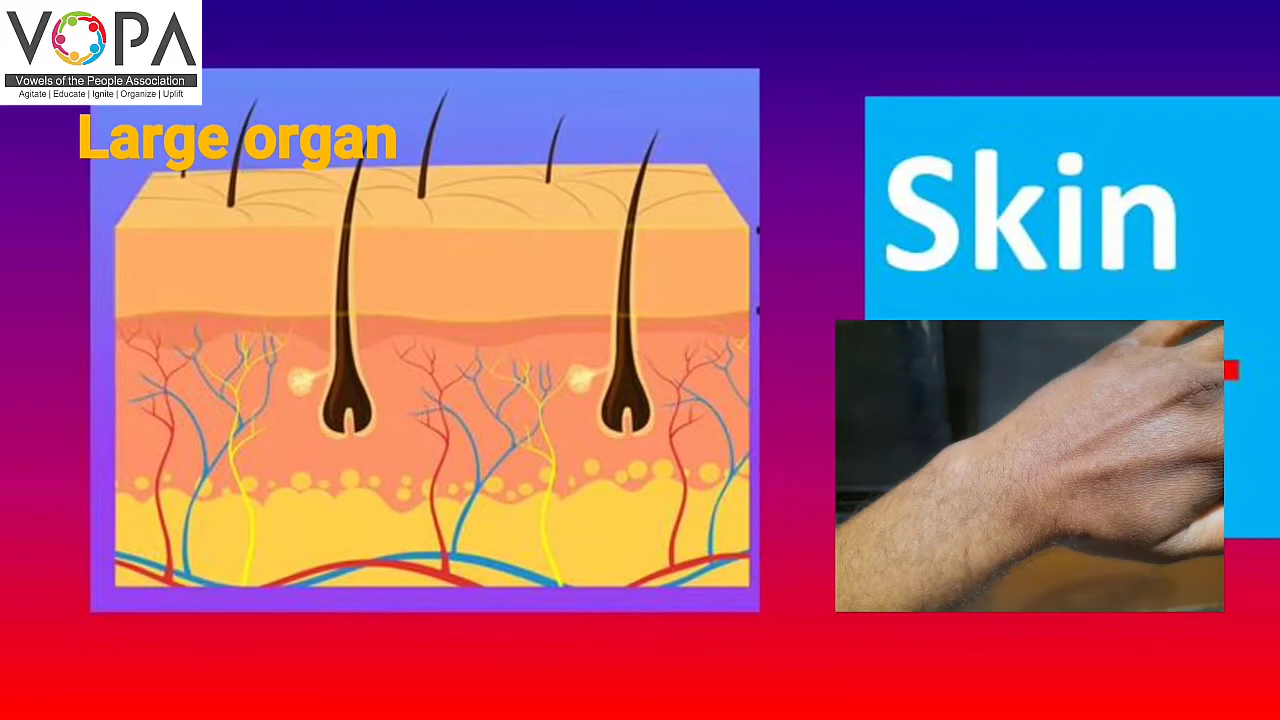 VOPA
Vowels of the People Association
Agitate | Educate | Ignite | Organize | Uplift
Large organ
Skin